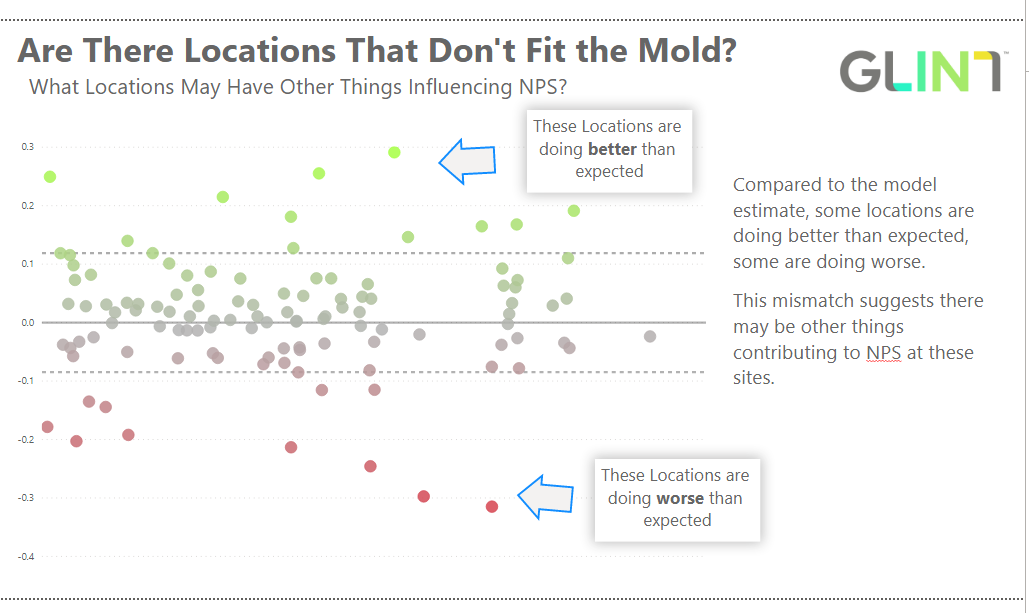 Are There Locations That Don't Fit the Mold?
What Locations May Have Other Things Influencing NPS?
GLINT™
These Locations are
doing better than
expected
0.3
0.2
0.1
0.0
-0.1
-0.2
-0.3
-0.4
Compared to the model
estimate, some locations are
doing better than expected,
some are doing worse.
This mismatch suggests there
may be other things
contributing to NPS at these
sites.
These Locations are
doing worse than
expected